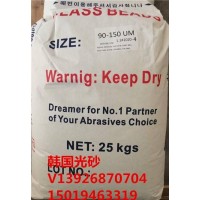 GLASS BEADS
SIZE:
90-150 UM
Warnig: Keep Dry
Dreamer for No.1 Partner
of Your Abrasives Choice
NET: 25 kgs
LOT NO.:
韩国光砂
V13926870704
15019463319